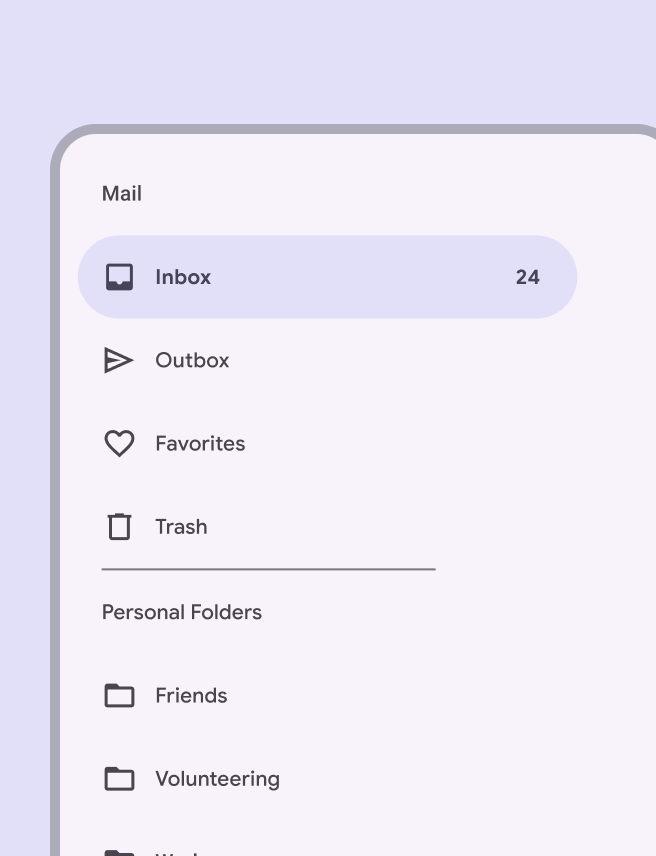 Mail
Inbox 24
Outbox
Favorites
Trash
Personal Folders
Friends
Volunteering